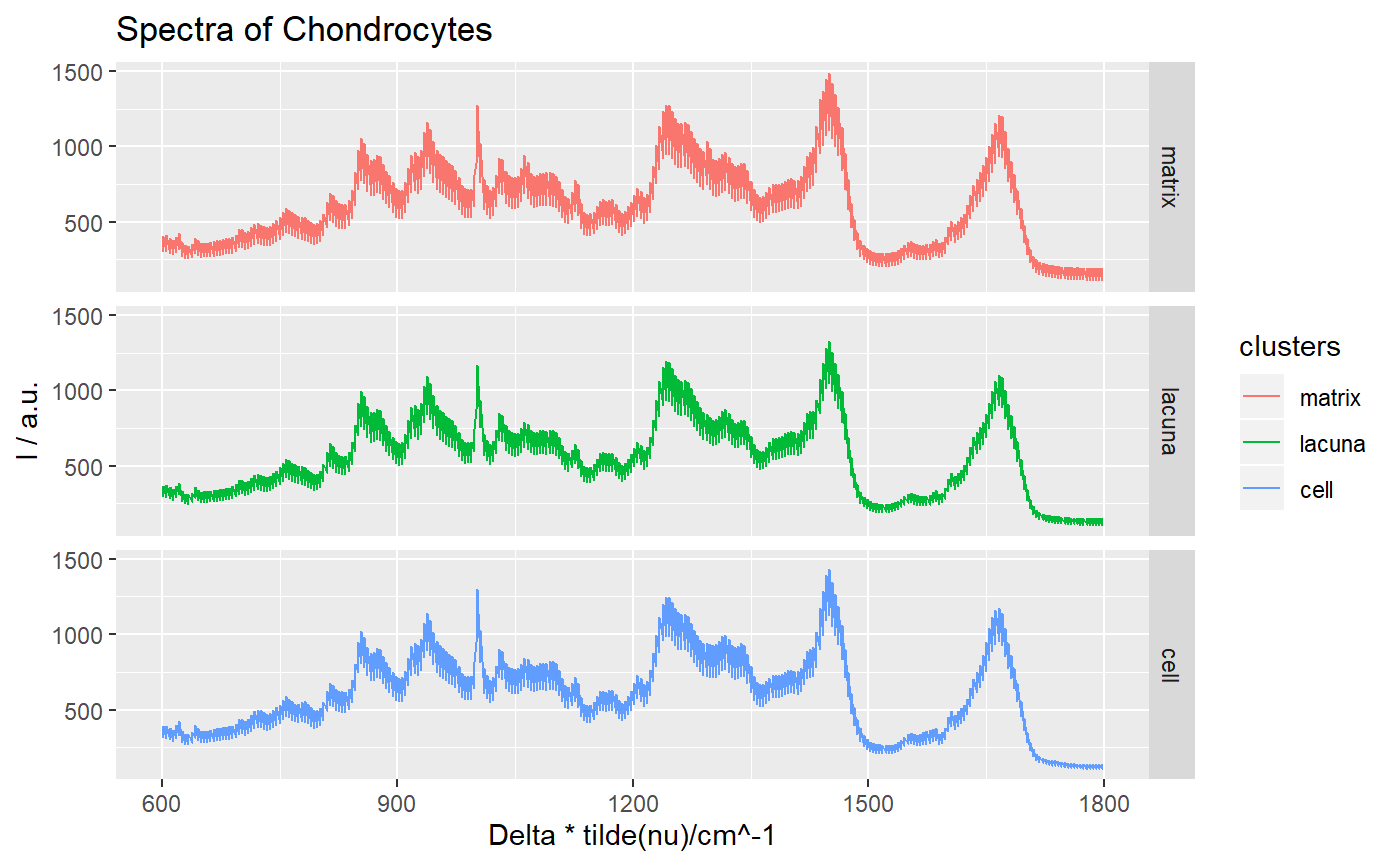 Spectra of Chondrocytes
1500
1000
500
matrix
1500
1000
500
lacuna
1500
1000
500
cell
I / a.u.
600
900
1200
1500
1800
Delta * tilde(nu)/cm^-1
clusters
matrix
lacuna
cell